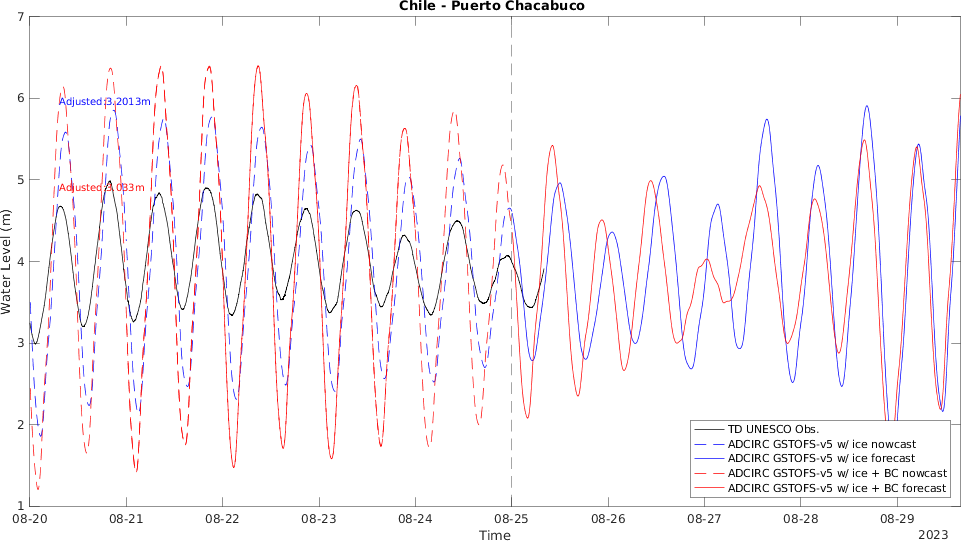 Chile - Puerto Chacabuco
7
6
5
4
3
2
1
Water Level (m)
Adjusted:3.2013m
Adjusted:3.033m
TD UNESCO Obs.
ADCIRC GSTOFS-v5 w/ ice nowcast
ADCIRC GSTOFS-v5 w/ ice forecast
ADCIRC GSTOFS-v5 w/ ice + BC nowcast
ADCIRC GSTOFS-v5 w/ ice + BC forecast
08-20 08-21 08-22 08-23 08-24 08-25 08-26 08-27 08-28 08-29
Time
2023